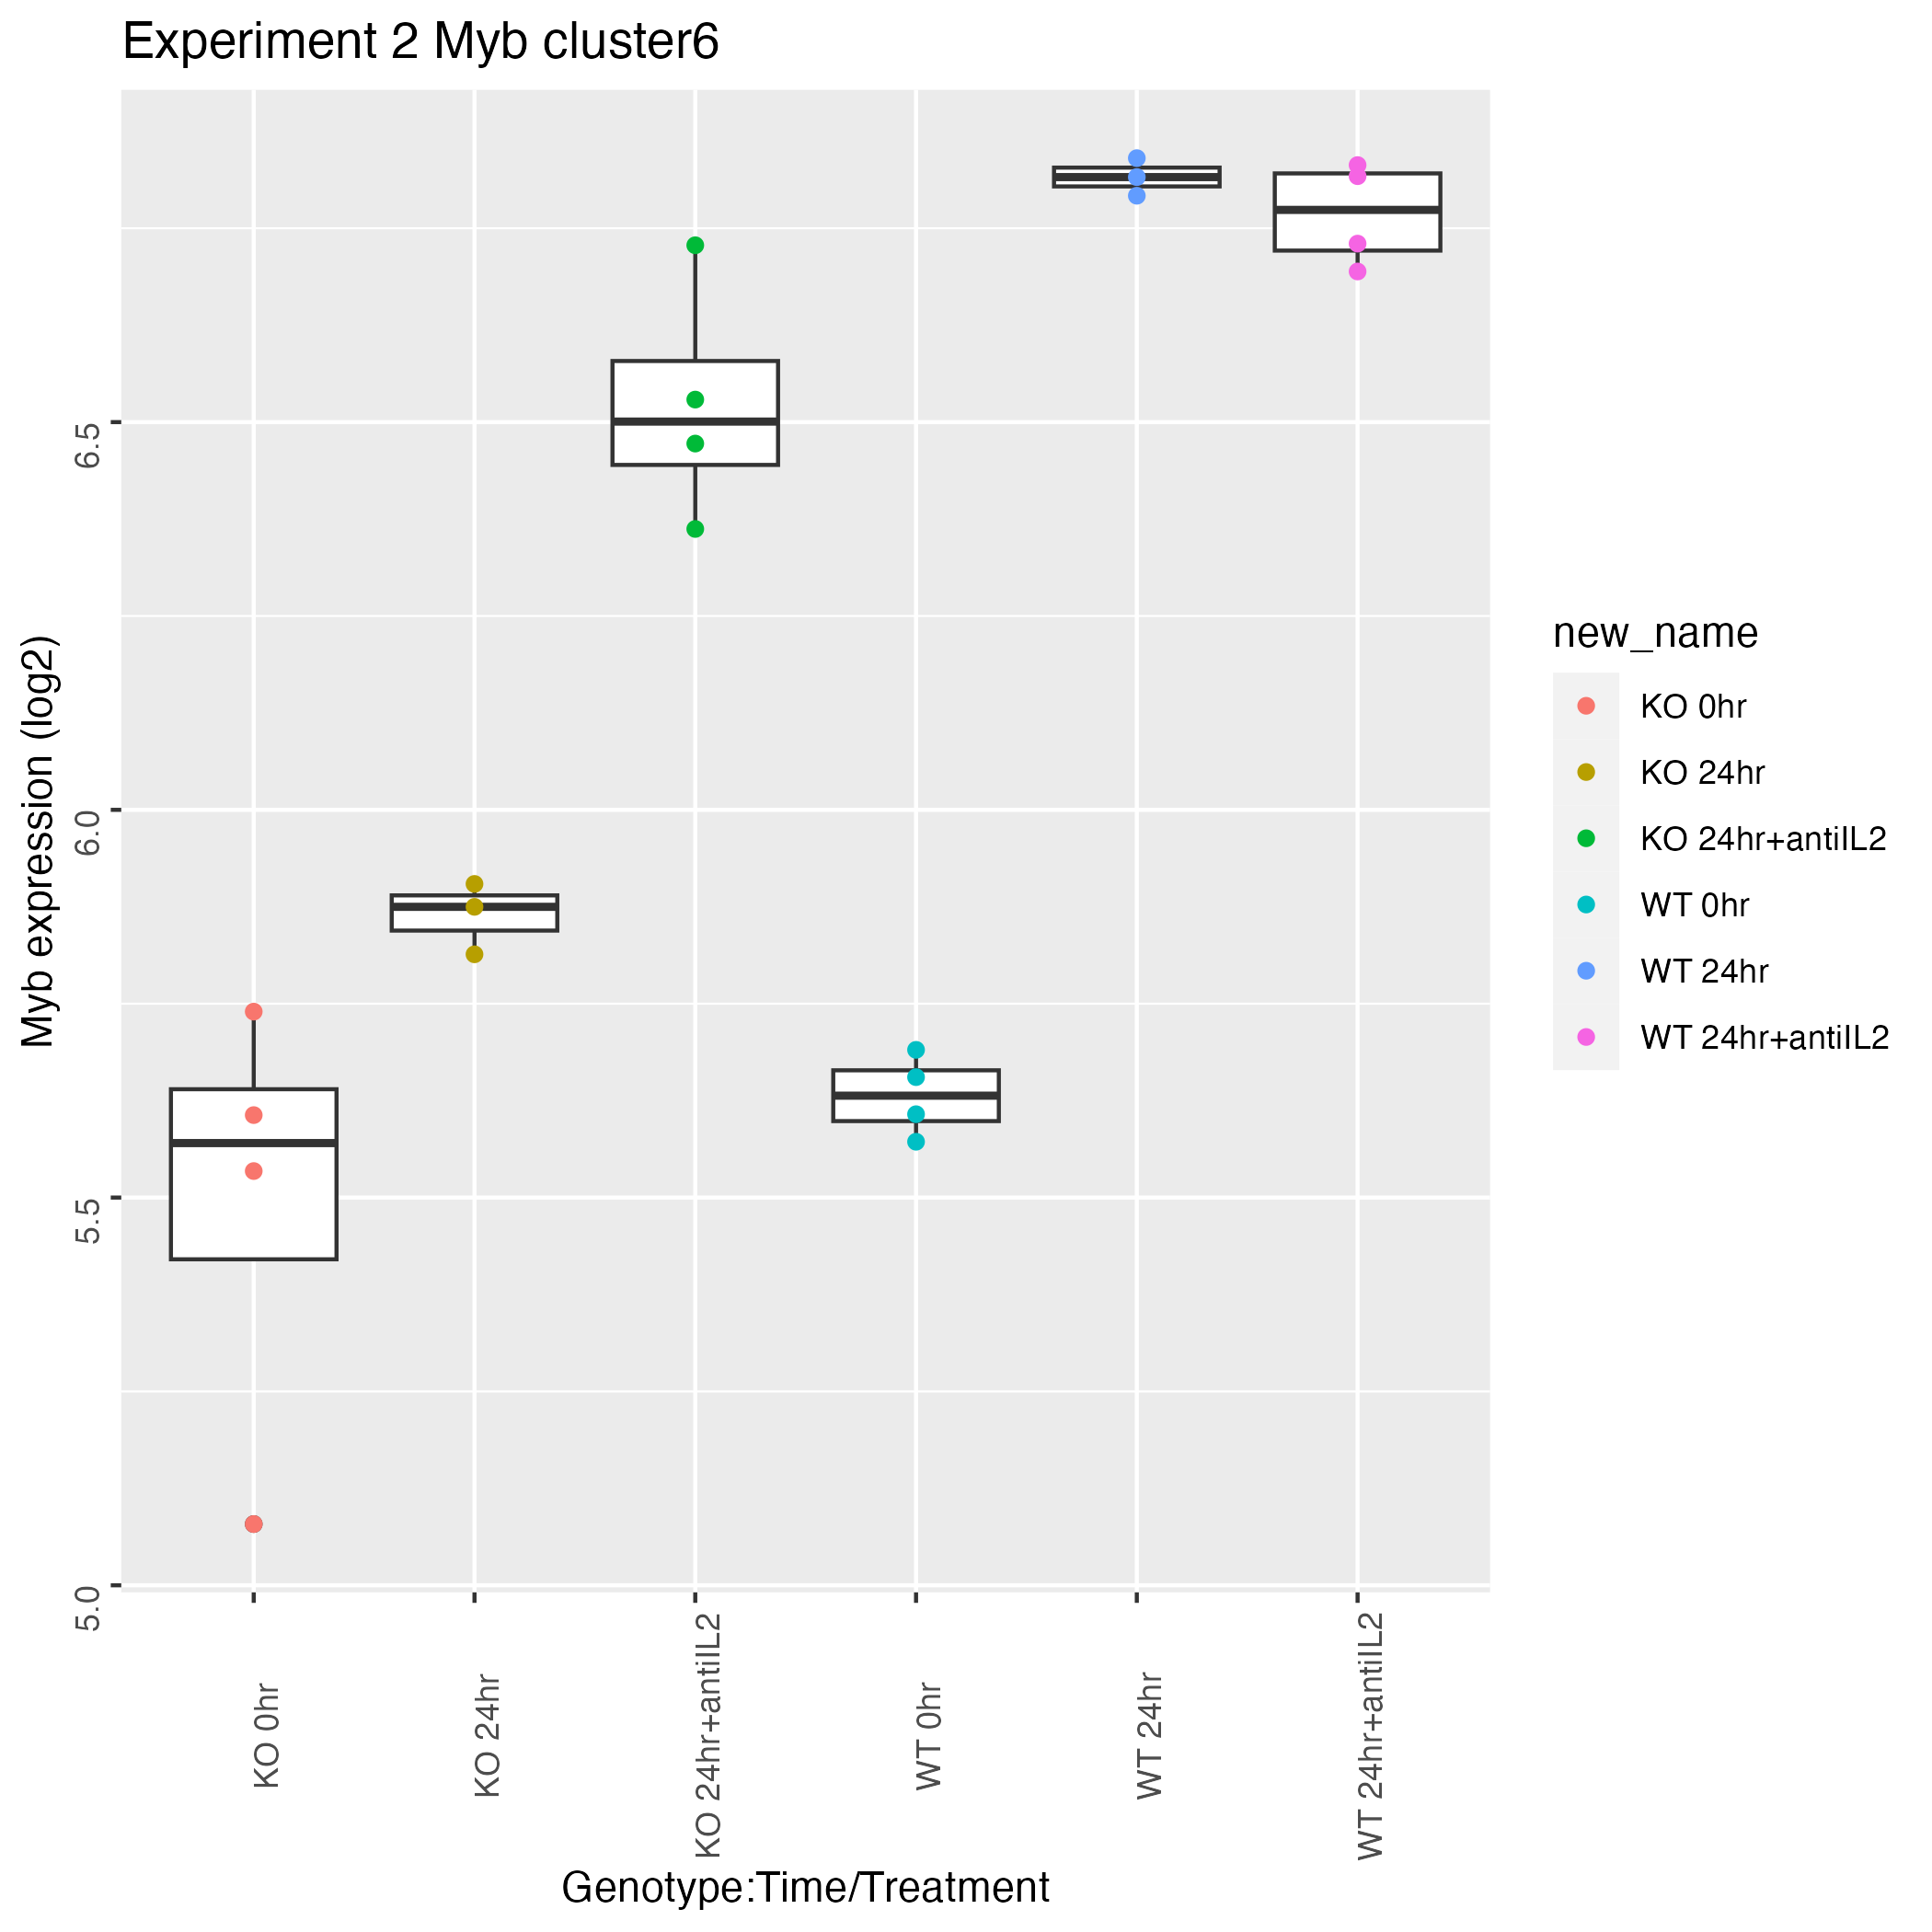 Experiment 2 Myb cluster6
Myb expression (log2)
6.5
6.0
5.5
5.0
KO 0hr
KO 24hr
KO 24hr+antiIL2
WT 0hr
WT 24hr
WT 24hr+antiIL2
Genotype:Time/Treatment
new_name
KO 0hr
KO 24hr
KO 24hr+antiIL2
WT 0hr
WT 24hr
WT 24hr+antiIL2